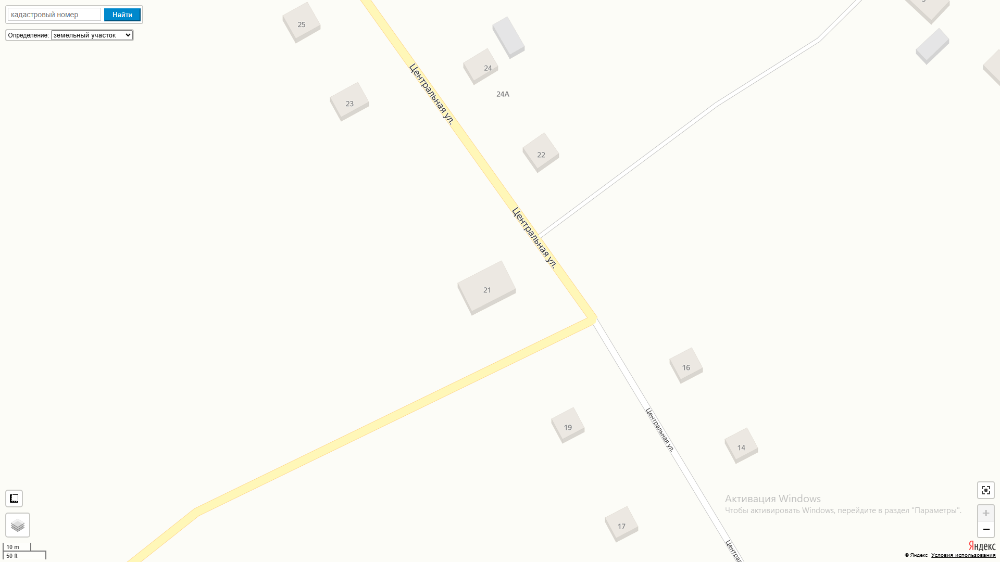 кадастровый номер
Найти
Определение: земельный участок
25
24
24А
23
22
Центральная ул.
Центральная ул.
21
16
19
14
17
Центральная ул.
Централ
Активация Windows
Чтобы активировать Windows, перейдите в раздел "Параметры".
10 m
50 ft
+
−
Яндекс
© Яндекс Условия использования